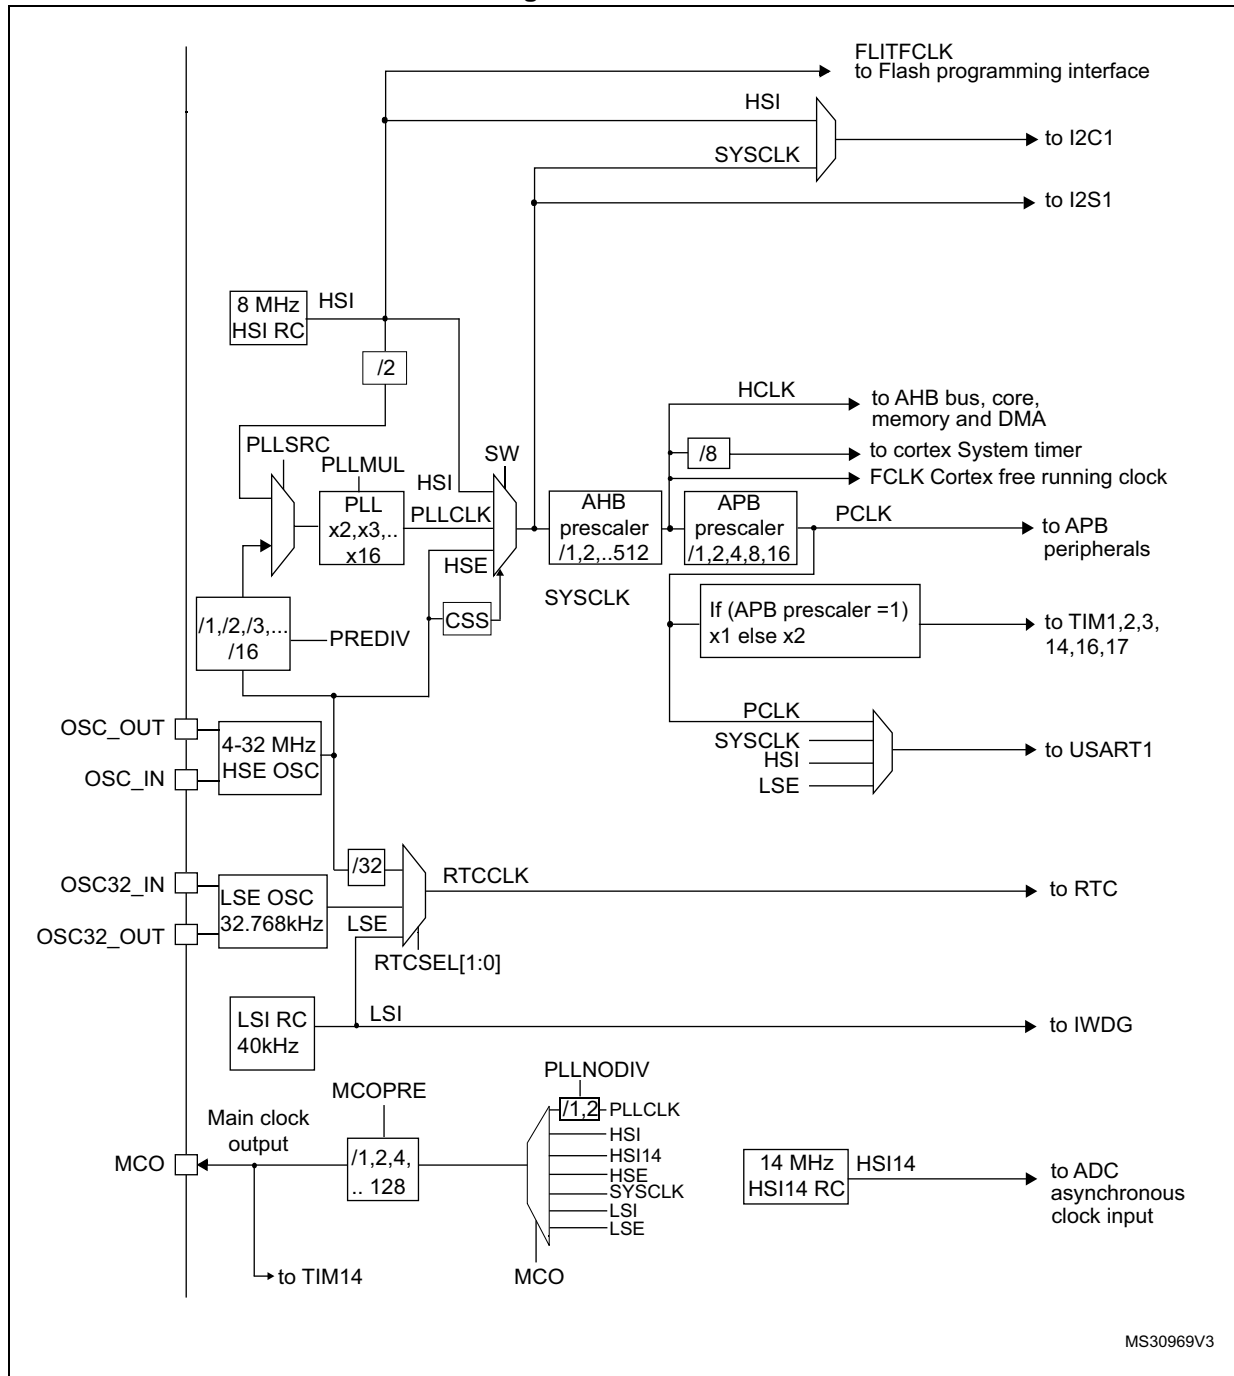 FLITFCLK
to Flash programming interface
HSI
to I2C1
SYSCLK
to I2S1
8 MHz
HSI RC
HSI
/2
HCLK
to AHB bus, core,
memory and DMA
PLLSRC
/8
to cortex System timer
SW
PLLMUL
HSI
FCLK Cortex free running clock
PLL
x2,x3,..
x16
PLLCLK
AHB
prescaler
/1,2,..512
APB
prescaler
/1,2,4,8,16
PCLK
to APB
peripherals
HSE
SYSCLK
CSS
/1,/2,/3,...
/16
PREDIV
If (APB prescaler =1)
x1 else x2
to TIM1,2,3,
14,16,17
OSC_OUT
OSC_IN
4-32 MHz
HSE OSC
PCLK
SYSCLK
HSI
LSE
to USART1
/32
OSC32_IN
OSC32_OUT
LSE OSC
32.768kHz
RTCCLK
to RTC
LSE
RTCSEL[1:0]
LSI RC
40kHz
LSI
to IWDG
PLLNODIV
MCOPRE
/1,2
PLLCLK
Main clock
output
HSI
MCO
/1,2,4,
.. 128
HSI14
HSE
SYSCLK
LSI
LSE
14 MHz
HSI14 RC
HSI14
to ADC
asynchronous
clock input
to TIM14
MCO
MS30969V3